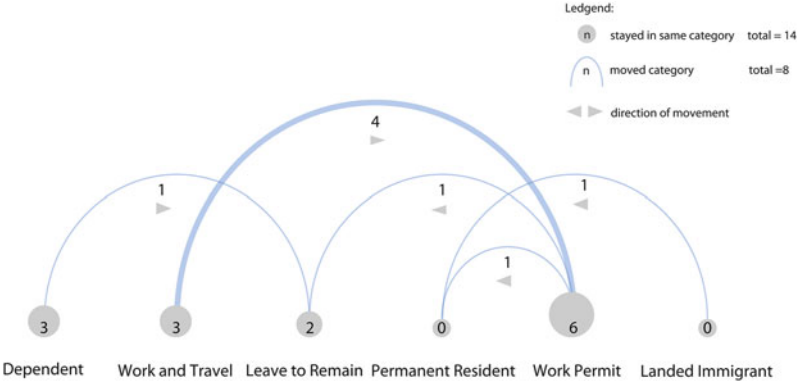 Ledgend:
n stayed in same category total = 14
n moved category total =8
direction of movement
4
1 1 1
1
3 3 2 0 6 0
Dependent Work and Travel Leave to Remain Permanent Resident Work Permit Landed Immigrant